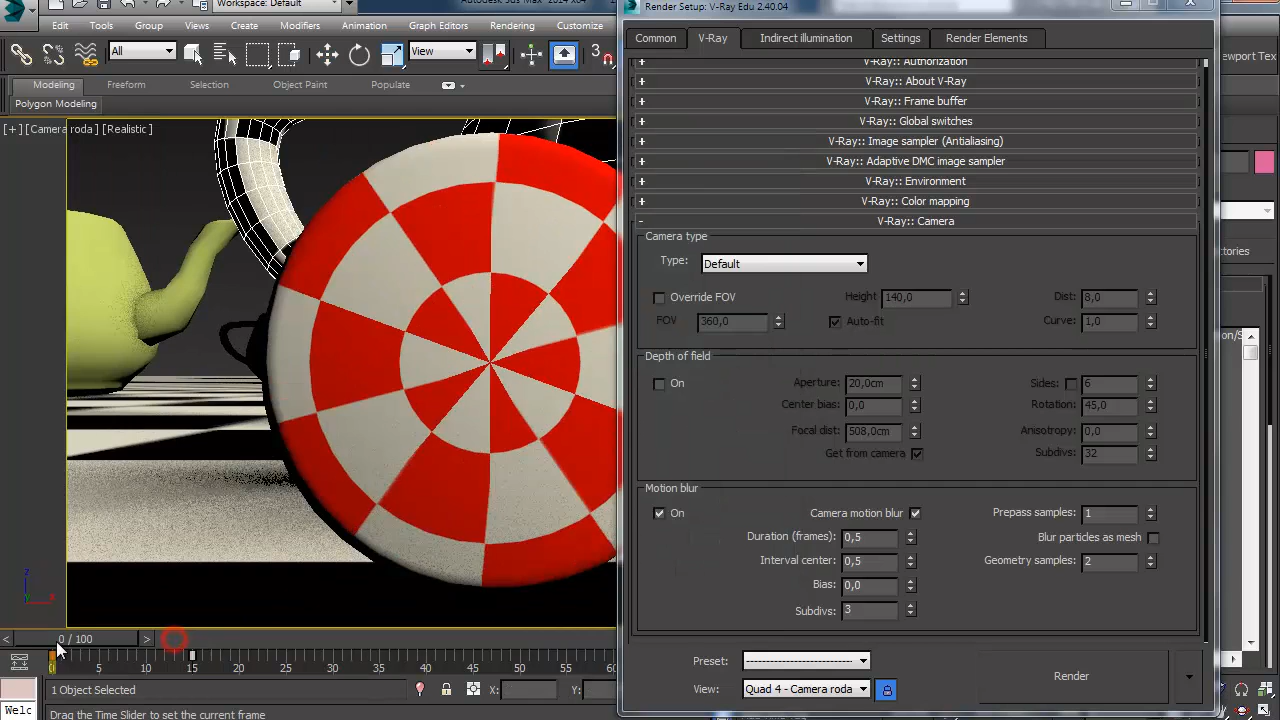 Workspace: Default
Autodesk 3ds Max 2014 x64
Render Setup: V-Ray Edu 2.40.04
Edit Tools Group Views Create Modifiers Animation Graph Editors Rendering Customize
Common V-Ray Indirect illumination Settings Render Elements
All View 3
Modeling Freeform Selection Object Paint Populate
Polygon Modeling
[+] [Camera roda] [Realistic]
V-Ray:: Authorization
+ V-Ray:: About V-Ray
+ V-Ray:: Frame buffer
+ V-Ray:: Global switches
+ V-Ray:: Image sampler (Antialiasing)
+ V-Ray:: Adaptive DMC image sampler
+ V-Ray:: Environment
+ V-Ray:: Color mapping
- V-Ray:: Camera
Camera type
Type: Default
Override FOV Height 140,0 Dist: 8,0
FOV 360,0 Auto-fit Curve: 1,0
Depth of field
On Aperture: 20,0cm Sides: 6
Center bias: 0,0 Rotation: 45,0
Focal dist: 508,0cm Anisotropy: 0,0
Get from camera Subdivs: 32
Motion blur
On Camera motion blur Prepass samples: 1
Duration (frames): 0,5 Blur particles as mesh
Interval center: 0,5 Geometry samples: 2
Bias: 0,0
Subdivs: 3
Preset: -------------------------
View: Quad 4 - Camera roda
Render
iewport Tex
ectories
on/S
< 0 / 100 >
0 5 10 15 20 25 30 35 40 45 50 55 60
1 Object Selected X: Y:
Welc Drag the Time Slider to set the current frame